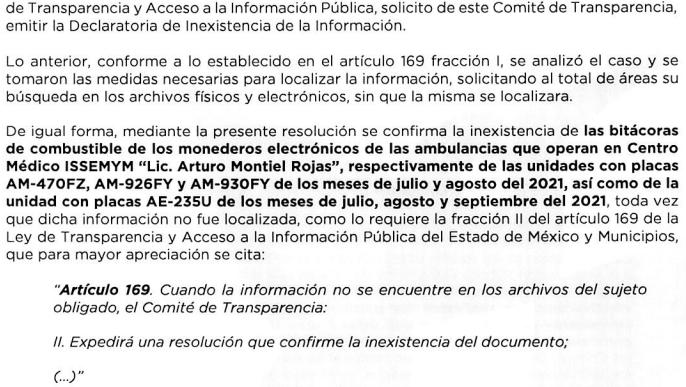 de Transparencia y Acceso a la Información Pública, solicito de este Comité de Transparencia,
emitir la Declaratoria de Inexistencia de la Información.
Lo anterior, conforme a lo establecido en el artículo 169 fracción I, se analizó el caso y se
tomaron las medidas necesarias para localizar la información, solicitando al total de áreas su
búsqueda en los archivos físicos y electrónicos, sin que la misma se localizara.
De igual forma, mediante la presente resolución se confirma la inexistencia de las bitácoras
de combustible de los monederos electrónicos de las ambulancias que operan en Centro
Médico ISSEMYM “Lic. Arturo Montiel Rojas”, respectivamente de las unidades con placas
AM-470FZ, AM-926FY y AM-930FY de los meses de julio y agosto del 2021, así como de la
unidad con placas AE-235U de los meses de julio, agosto y septiembre del 2021, toda vez
que dicha información no fue localizada, como lo requiere la fracción II del artículo 169 de la
Ley de Transparencia y Acceso a la Información Pública del Estado de México y Municipios,
que para mayor apreciación se cita:
“Artículo 169. Cuando la información no se encuentre en los archivos del sujeto
obligado, el Comité de Transparencia:
II. Expedirá una resolución que confirme la inexistencia del documento;
(...)”